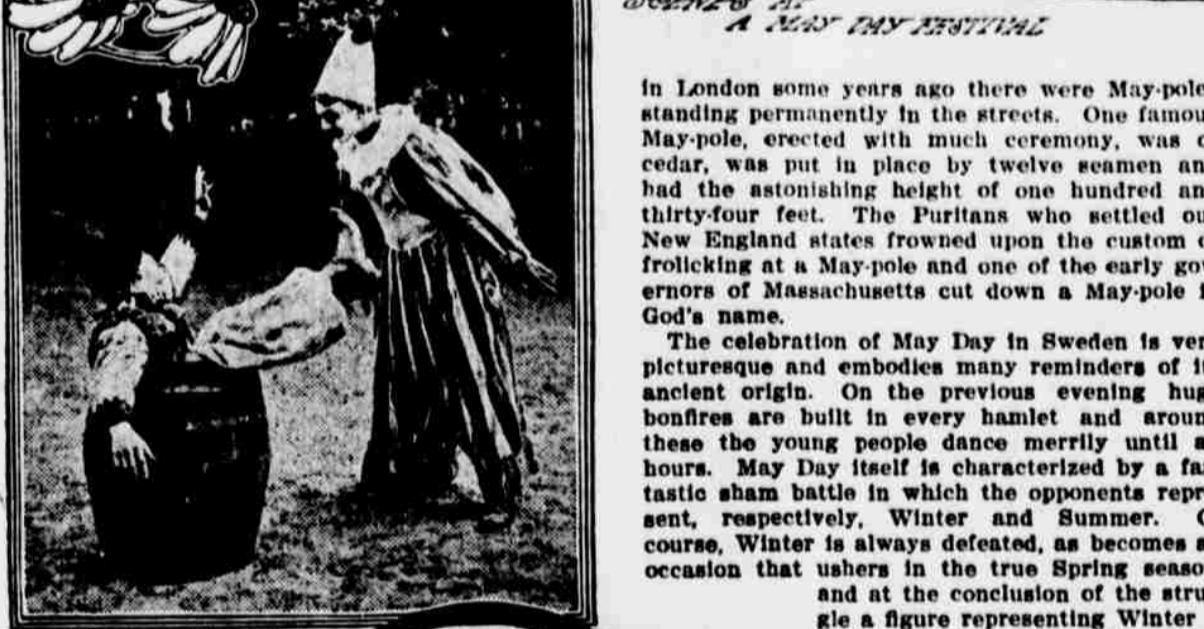 A MAY DAY FESTIVAL
in London some years ago there were May-pole
standing permanently in the streets. One famou
May-pole, erected with much ceremony, was o
cedar, was put in place by twelve seamen an
had the astonishing height of one hundred an
thirty-four feet. The Puritans who settled ou
New England states frowned upon the custom o
frolicking at a May-pole and one of the early gov
ernors of Massachusetts cut down a May-pole i
God's name.
The celebration of May Day in Sweden is ver
picturesque and embodies many reminders of it
ancient origin. On the previous evening hug
bonfires are built in every hamlet and aroun
these the young people dance merrily until a
hours. May Day itself is characterized by a fa
tastic sham battle in which the opponents repr
sent, respectively, Winter and Summer. O
course, Winter is always defeated, as becomes a
occasion that ushers in the true Spring seaso
and at the conclusion of the stru
gle a figure representing Winter